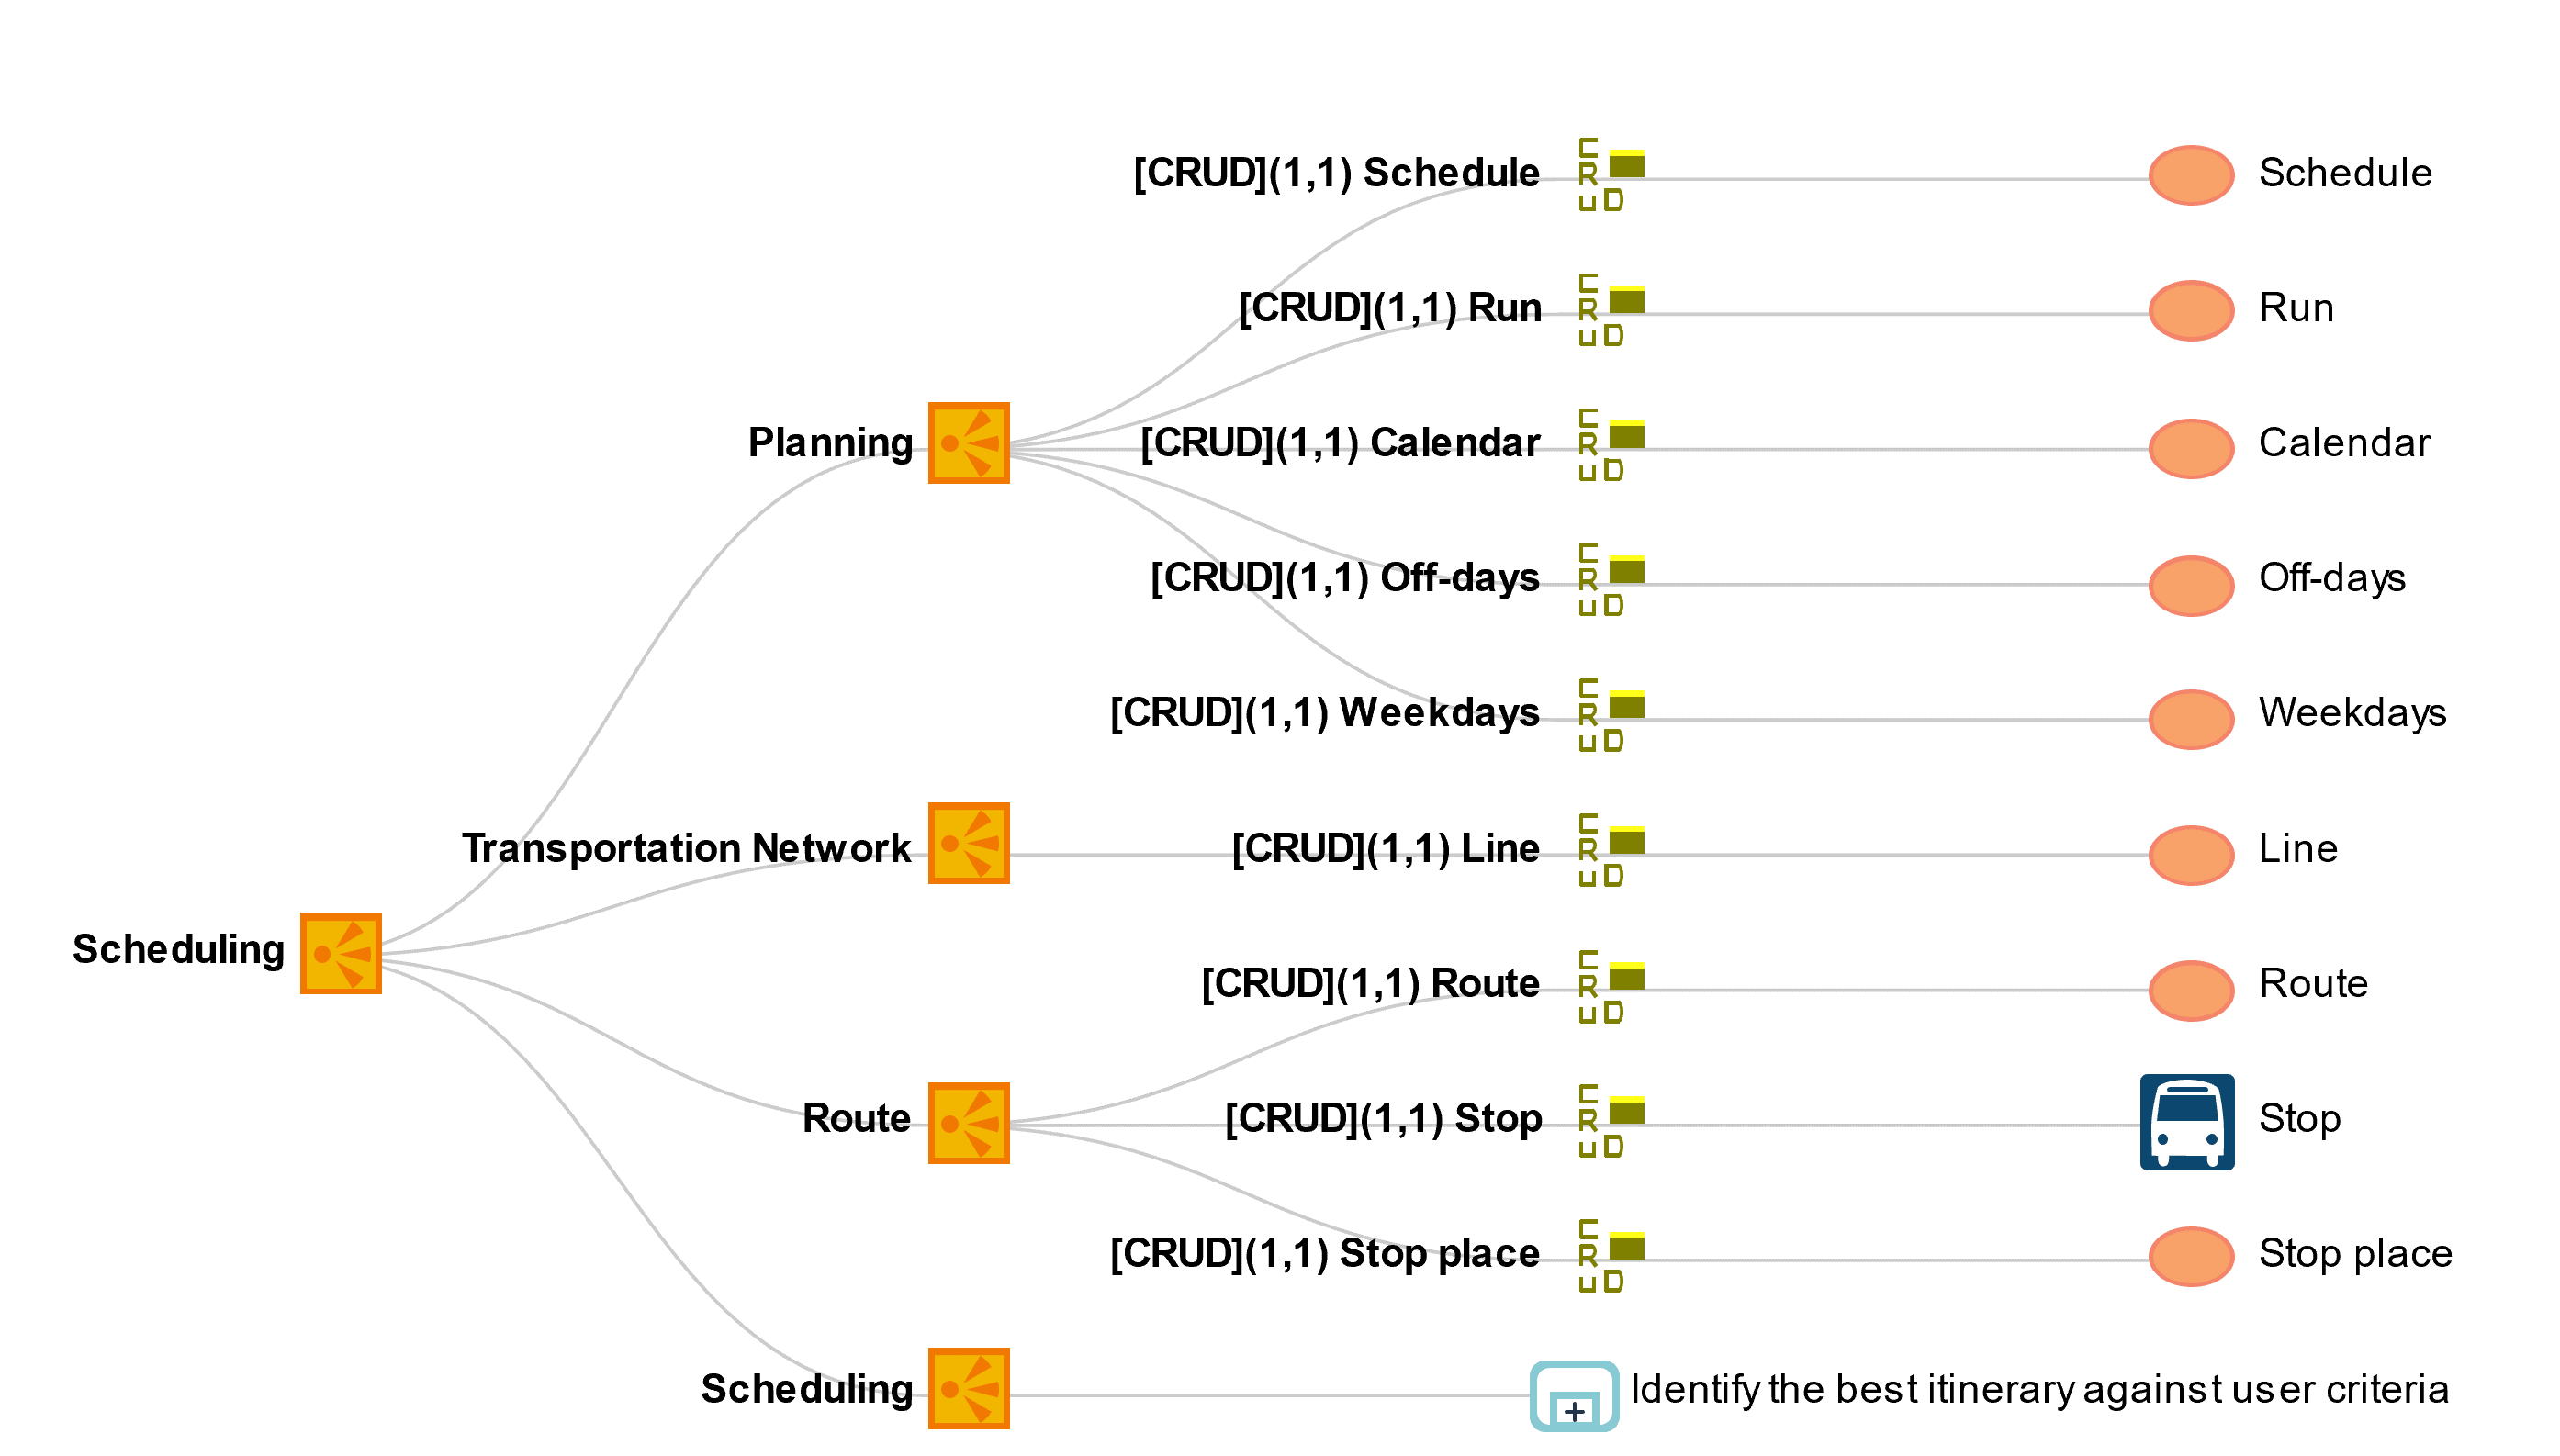 [CRUD](1,1) Schedule
Schedule
[CRUD](1,1) Run
Run
Planning
[CRUD](1,1) Calendar
Calendar
[CRUD](1,1) Off-days
Off-days
[CRUD](1,1) Weekdays
Weekdays
Transportation Network
[CRUD](1,1) Line
Line
Scheduling
[CRUD](1,1) Route
Route
Route
[CRUD](1,1) Stop
Stop
[CRUD](1,1) Stop place
Stop place
Scheduling
Identify the best itinerary against user criteria